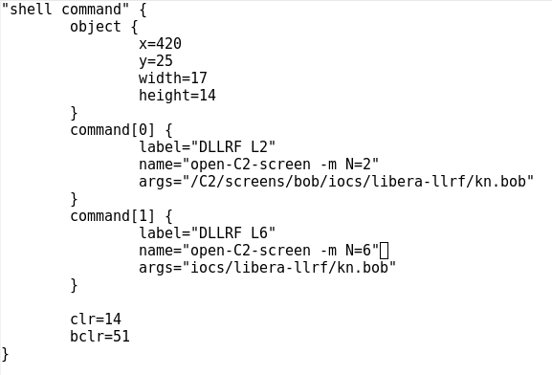 "shell command" {
        object {
                x=420
                y=25
                width=17
                height=14
        }
        command[0] {
                label="DLLRF L2"
                name="open-C2-screen -m N=2"
                args="/C2/screens/bob/iocs/libera-llrf/kn.bob"
        }
        command[1] {
                label="DLLRF L6"
                name="open-C2-screen -m N=6"
                args="iocs/libera-llrf/kn.bob"
        }

        clr=14
        bclr=51
}